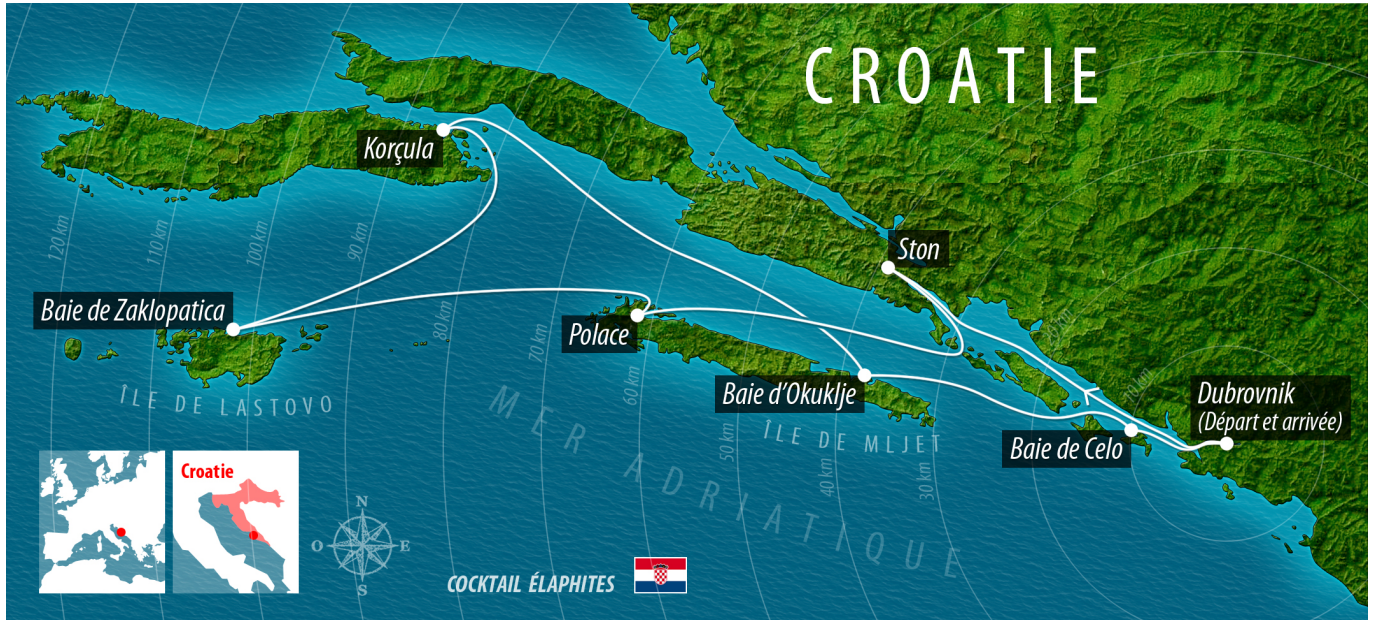 CROATIE
Korçula
Ston
Baie de Zaklopatica
Polace
Baie d'Okuklje
Dubrovnik
(Départ et arrivée)
Baie de Celo
ÎLE DE LASTOVO
ÎLE DE MLJET
MER ADRIATIQUE
120 km
110 km
100 km
90 km
80 km
70 km
60 km
50 km
40 km
30 km
10 km
Croatie
N
O
E
S
COCKTAIL ÉLAPHITES